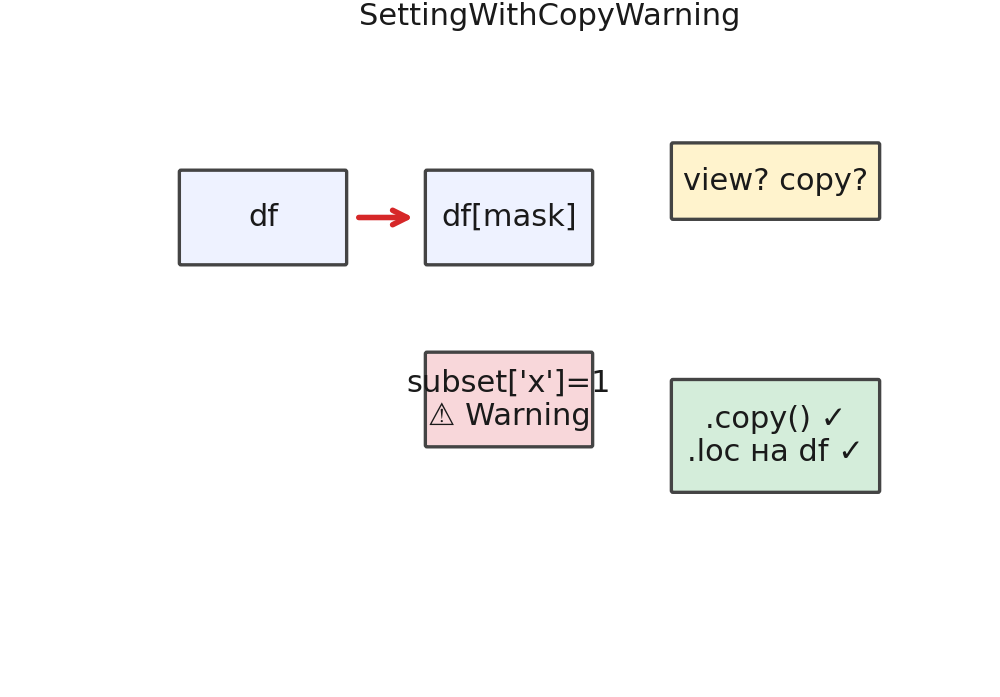 SettingWithCopyWarning
df
df[mask]
view? copy?
subset['x']=1
⚠ Warning
.copy() ✓
.loc на df ✓